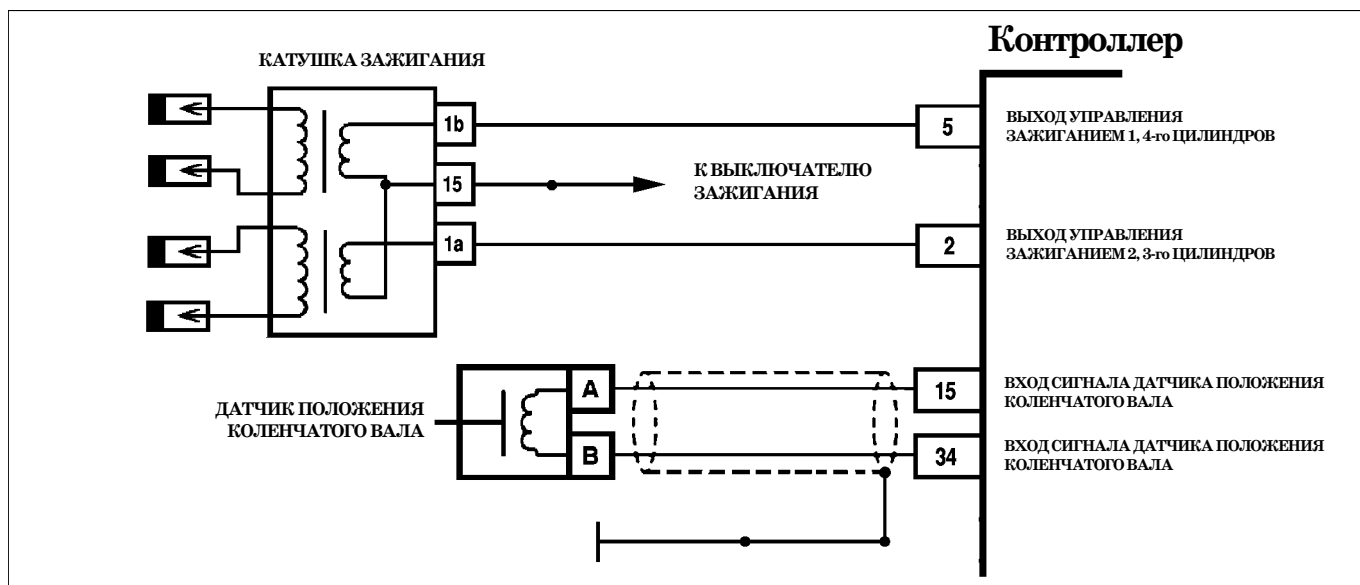 Контроллер
КАТУШКА ЗАЖИГАНИЯ
1b
5
ВЫХОД УПРАВЛЕНИЯ
ЗАЖИГАНИЕМ 1, 4-го ЦИЛИНДРОВ
15
К ВЫКЛЮЧАТЕЛЮ
ЗАЖИГАНИЯ
1a
2
ВЫХОД УПРАВЛЕНИЯ
ЗАЖИГАНИЕМ 2, 3-го ЦИЛИНДРОВ
ДАТЧИК ПОЛОЖЕНИЯ
КОЛЕНЧАТОГО ВАЛА
A
15
ВХОД СИГНАЛА ДАТЧИКА ПОЛОЖЕНИЯ
КОЛЕНЧАТОГО ВАЛА
B
34
ВХОД СИГНАЛА ДАТЧИКА ПОЛОЖЕНИЯ
КОЛЕНЧАТОГО ВАЛА